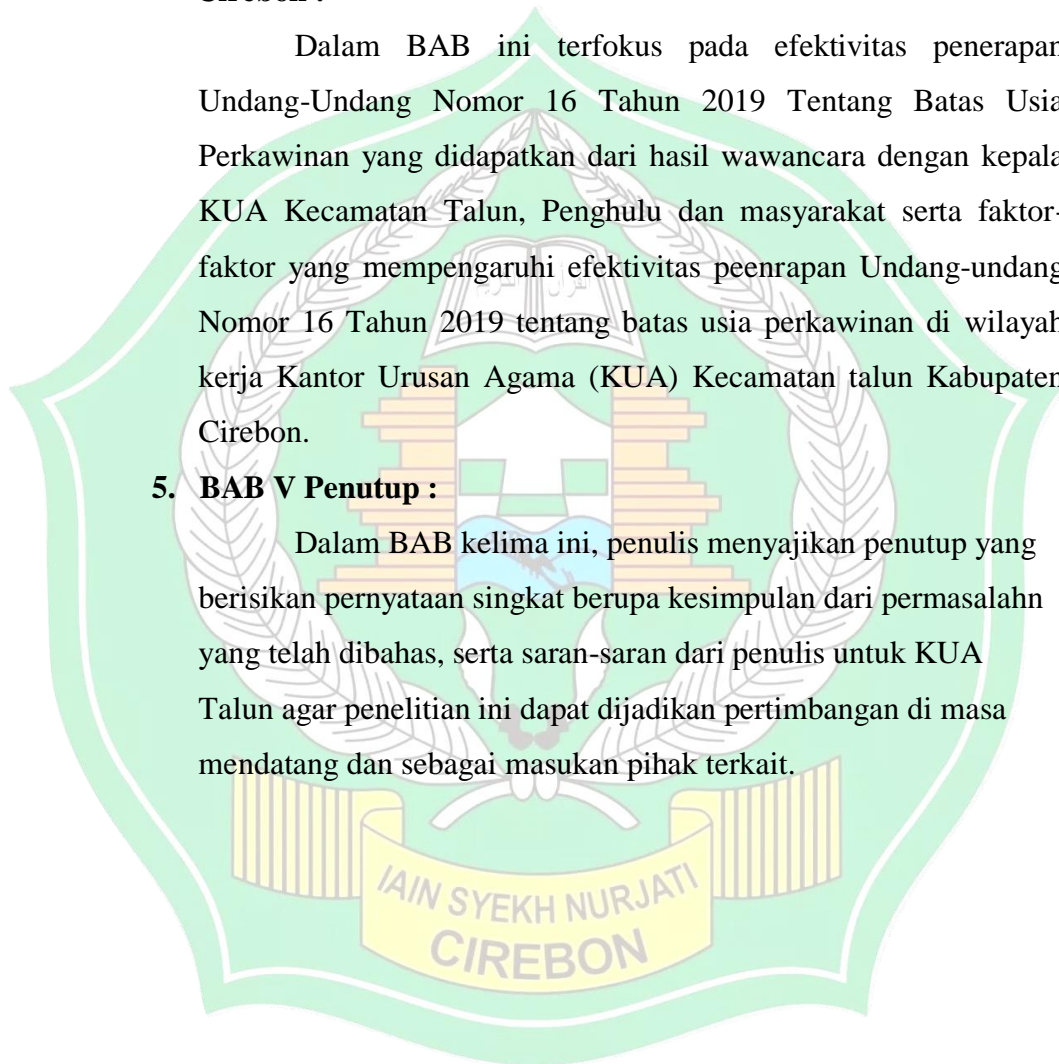 Cirebon :
Dalam BAB ini terfokus pada efektivitas penerapan
Undang-Undang Nomor 16 Tahun 2019 Tentang Batas Usia
Perkawinan yang didapatkan dari hasil wawancara dengan kepala
KUA Kecamatan Talun, Penghulu dan masyarakat serta faktor-
faktor yang mempengaruhi efektivitas peenrapan Undang-undang
Nomor 16 Tahun 2019 tentang batas usia perkawinan di wilayah
kerja Kantor Urusan Agama (KUA) Kecamatan talun Kabupaten
Cirebon.
5. BAB V Penutup :
Dalam BAB kelima ini, penulis menyajikan penutup yang
berisikan pernyataan singkat berupa kesimpulan dari permasalahn
yang telah dibahas, serta saran-saran dari penulis untuk KUA
Talun agar penelitian ini dapat dijadikan pertimbangan di masa
mendatang dan sebagai masukan pihak terkait.
IAIN SYEKH NURJATI
CIREBON